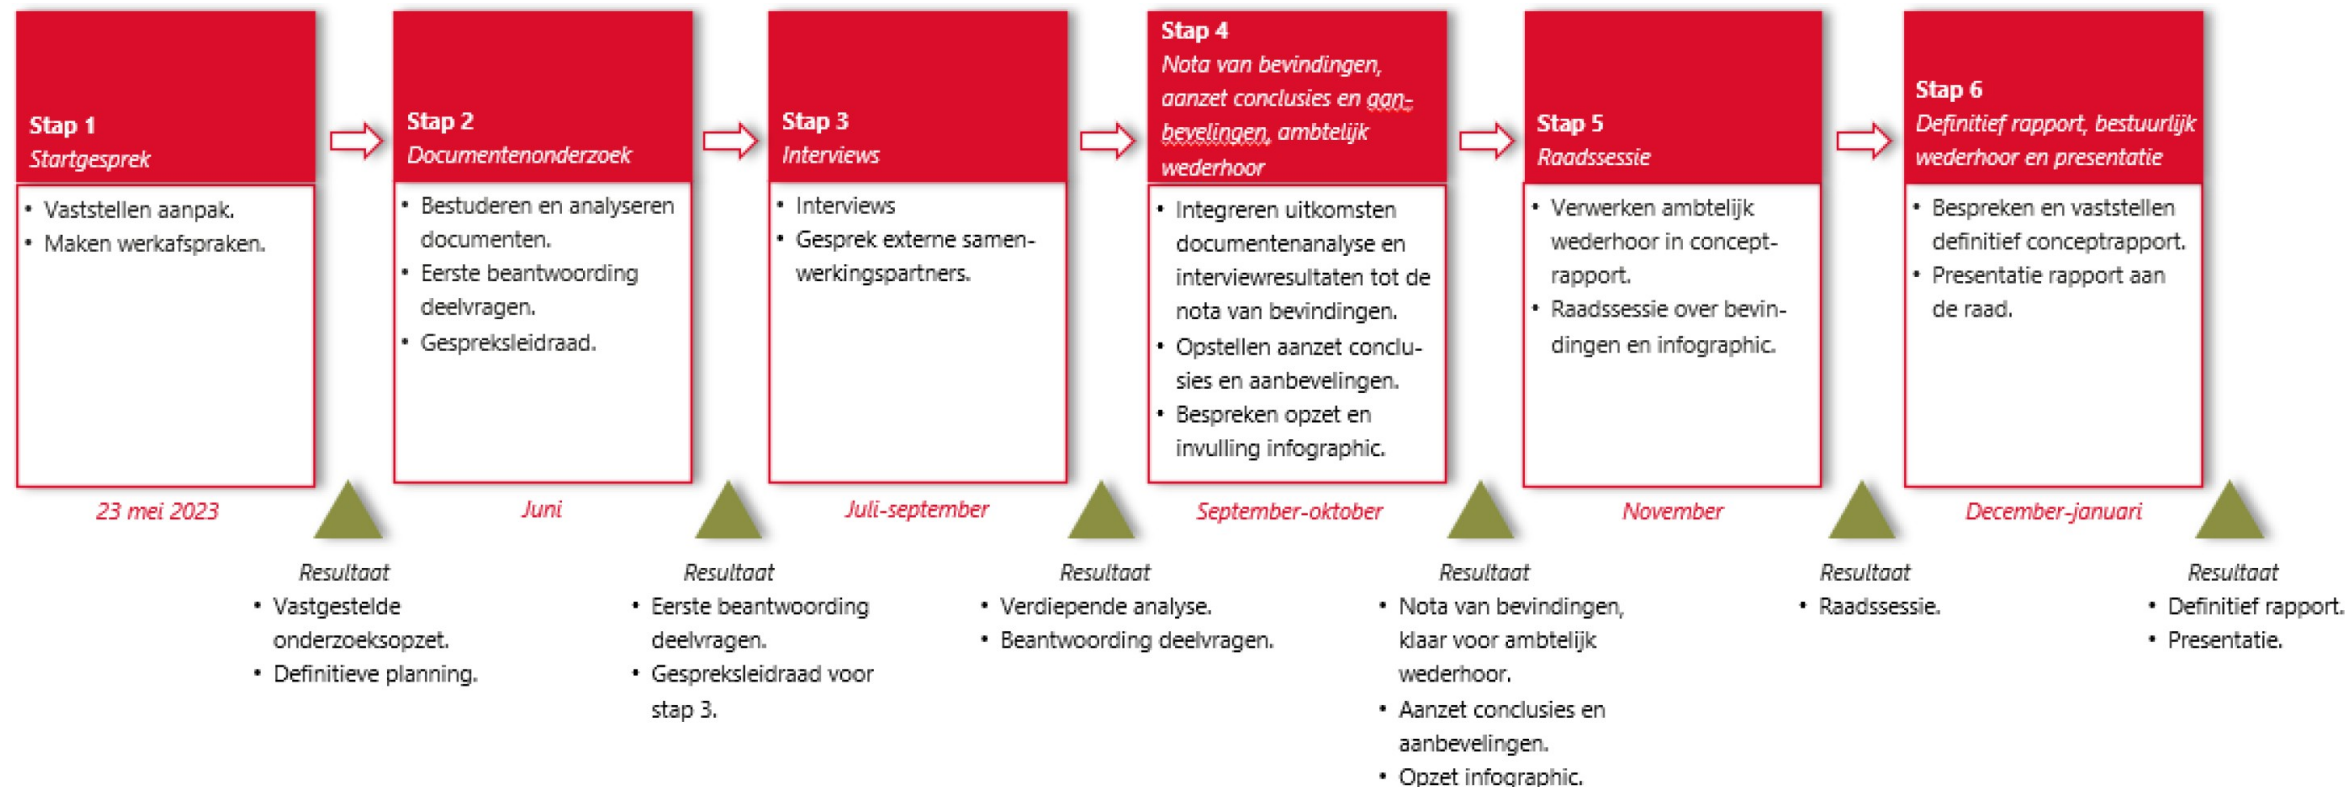 Stap 1
Startgesprek
• Vaststellen aanpak.
• Maken werkafspraken.
23 mei 2023
Resultaat
• Vastgestelde
onderzoeksopzet.
• Definitieve planning.
Stap 2
Documentenonderzoek
• Bestuderen en analyseren
documenten.
• Eerste beantwoording
deelvragen.
• Gespreksleidraad.
Juni
Resultaat
• Eerste beantwoording
deelvragen.
• Gespreksleidraad voor
stap 3.
Stap 3
Interviews
• Interviews
• Gesprek externe samen-
werkingspartners.
Juli-september
Resultaat
• Verdiepende analyse.
• Beantwoording deelvragen.
Stap 4
Nota van bevindingen,
aanzet conclusies en aan-
bevelingen, ambtelijk
wederhoor
• Integreren uitkomsten
documentenanalyse en
interviewresultaten tot de
nota van bevindingen.
• Opstellen aanzet conclu-
sies en aanbevelingen.
• Bespreken opzet en
invulling infographic.
September-oktober
Resultaat
• Nota van bevindingen,
klaar voor ambtelijk
wederhoor.
• Aanzet conclusies en
aanbevelingen.
• Opzet infographic.
Stap 5
Raadssessie
• Verwerken ambtelijk
wederhoor in concept-
rapport.
• Raadssessie over bevin-
dingen en infographic.
November
Resultaat
• Raadssessie.
Stap 6
Definitief rapport, bestuurlijk
wederhoor en presentatie
• Bespreken en vaststellen
definitief conceptrapport.
• Presentatie rapport aan
de raad.
December-januari
Resultaat
• Definitief rapport.
• Presentatie.